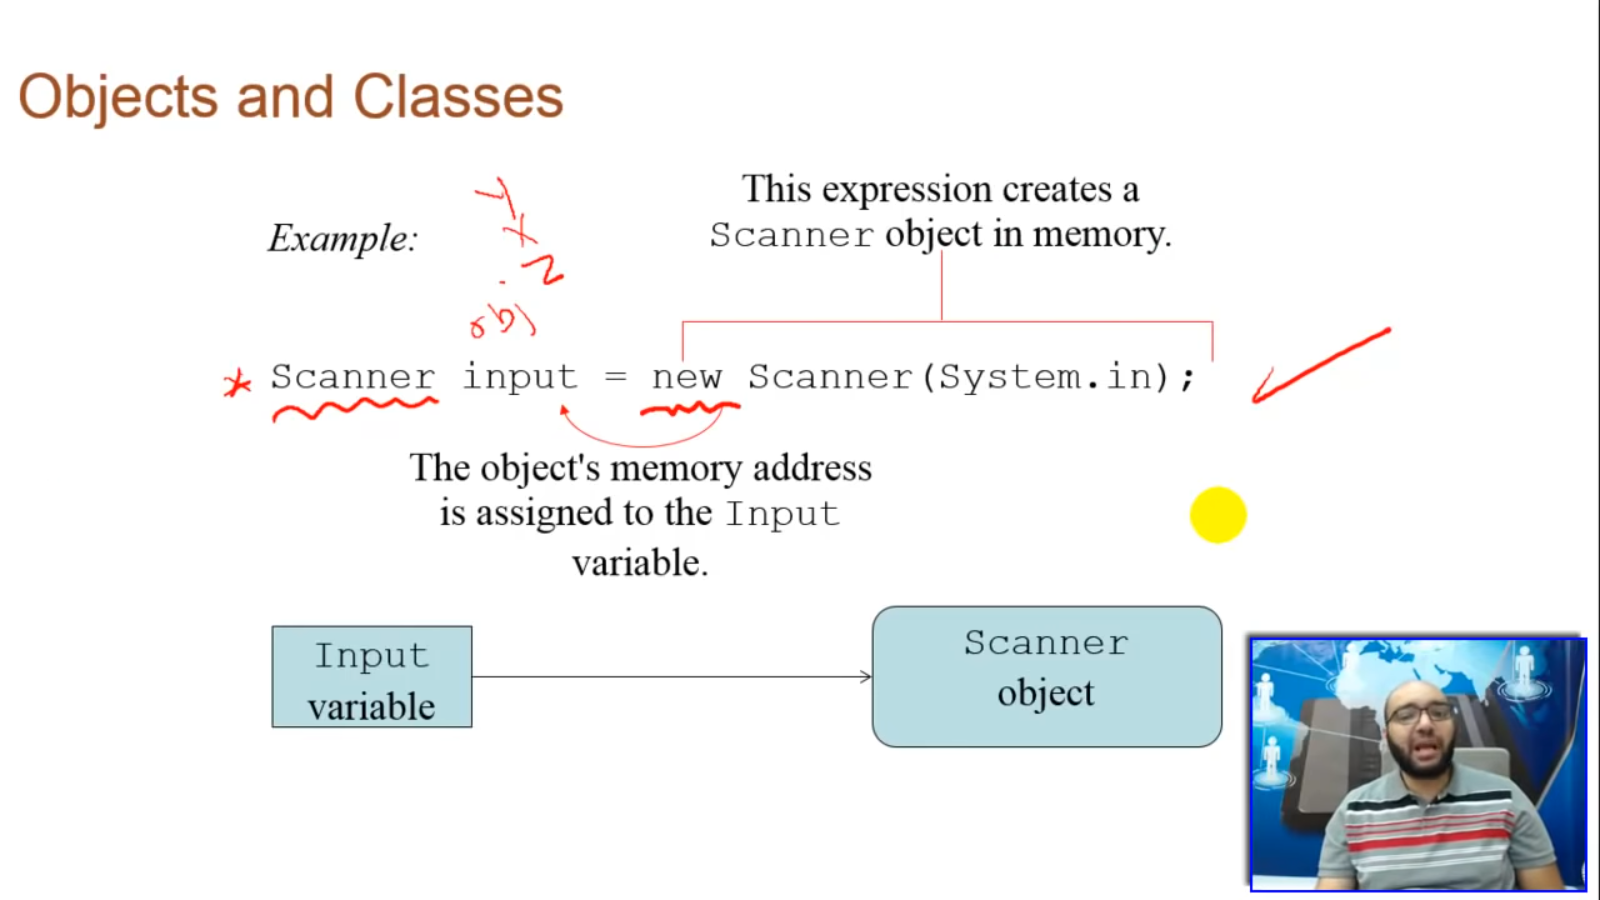 Objects and Classes
This expression creates a
Scanner object in memory.
Example:
y
x
z
obj
* Scanner input = new Scanner(System.in);
The object's memory address
is assigned to the Input
variable.
Input
variable
Scanner
object